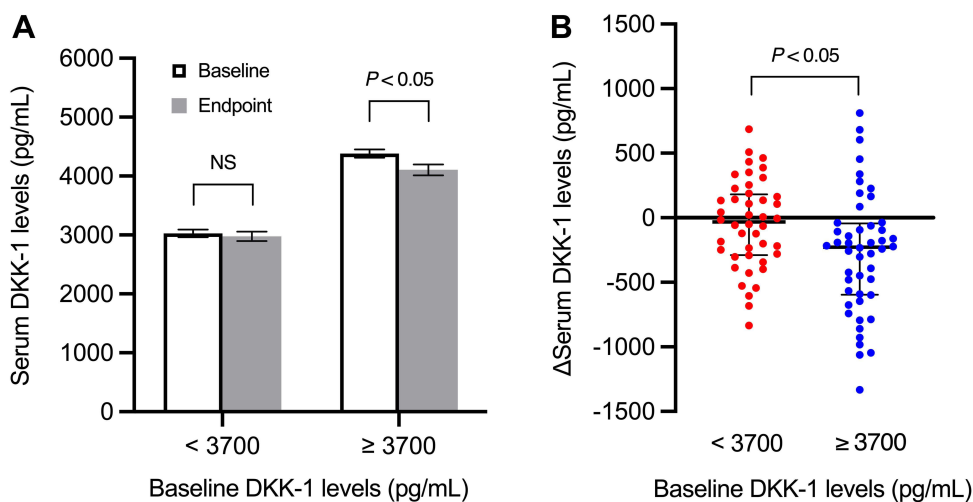 A
Serum DKK-1 levels (pg/mL)
6000
5000
4000
3000
2000
1000
0
Baseline
Endpoint
NS
P < 0.05
< 3700
≥ 3700
Baseline DKK-1 levels (pg/mL)
B
ΔSerum DKK-1 levels (pg/mL)
1500
1000
500
0
-500
-1000
-1500
P < 0.05
< 3700
≥ 3700
Baseline DKK-1 levels (pg/mL)